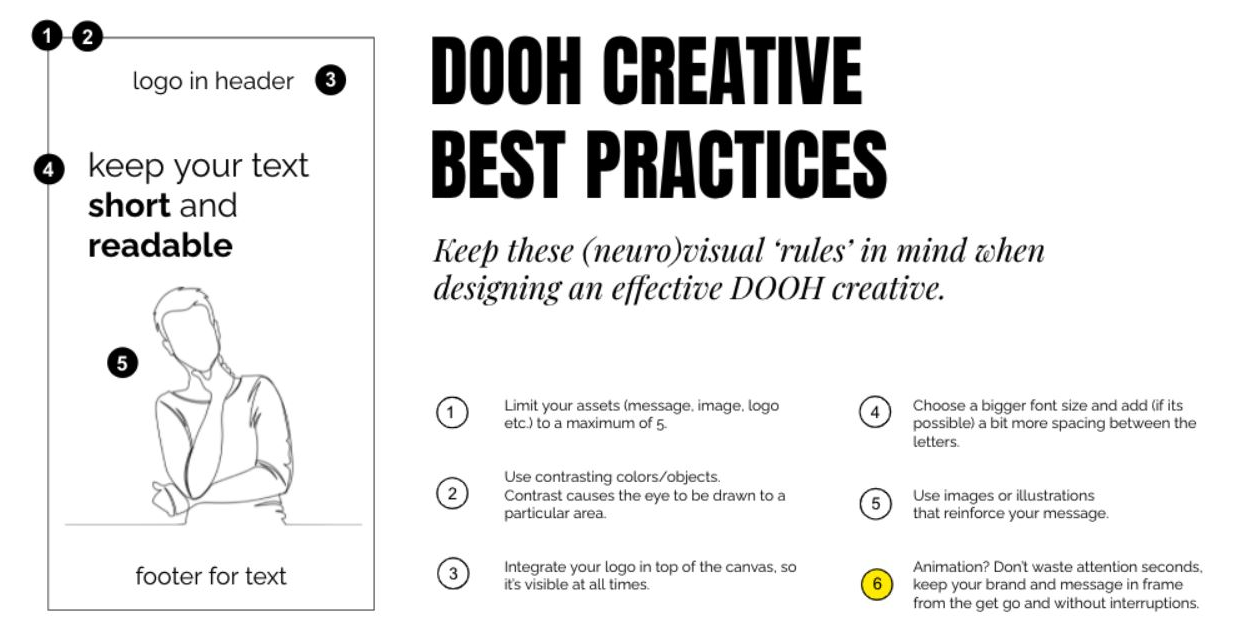 1 2
logo in header 3
4 keep your text
short and
readable
5
footer for text
DOOH CREATIVE
BEST PRACTICES
Keep these (neuro)visual ‘rules’ in mind when
designing an effective DOOH creative.
1 Limit your assets (message, image, logo
etc.) to a maximum of 5.
2 Use contrasting colors/objects.
Contrast causes the eye to be drawn to a
particular area.
3 Integrate your logo in top of the canvas, so
it's visible at all times.
4 Choose a bigger font size and add (if its
possible) a bit more spacing between the
letters.
5 Use images or illustrations
that reinforce your message.
6 Animation? Don't waste attention seconds,
keep your brand and message in frame
from the get go and without interruptions.